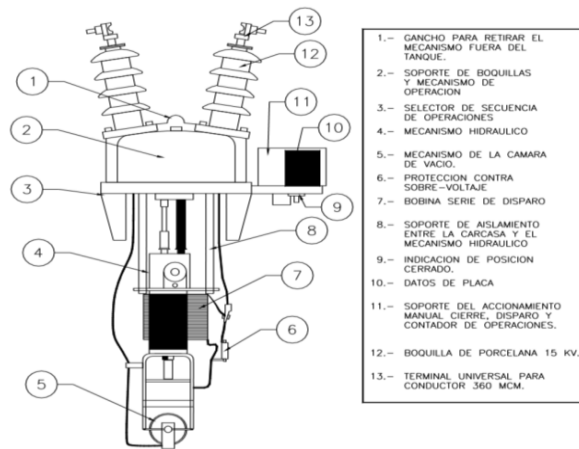 13
12
1
11
2
10
3
9
8
4
7
6
5
1.- GANCHO PARA RETIRAR EL
MECANISMO FUERA DEL
TANQUE.
2.- SOPORTE DE BOQUILLAS
Y MECANISMO DE
OPERACION
3.- SELECTOR DE SECUENCIA
DE OPERACIONES
4.- MECANISMO HIDRAULICO
5.- MECANISMO DE LA CAMARA
DE VACIO.
6.- PROTECCION CONTRA
SOBRE-VOLTAJE
7.- BOBINA SERIE DE DISPARO
8.- SOPORTE DE AISLAMIENTO
ENTRE LA CARCASA Y EL
MECANISMO HIDRAULICO
9.- INDICACION DE POSICION
CERRADO.
10.- DATOS DE PLACA
11.- SOPORTE DEL ACCIONAMIENTO
MANUAL CIERRE, DISPARO Y
CONTADOR DE OPERACIONES.
12.- BOQUILLA DE PORCELANA 15 KV.
13.- TERMINAL UNIVERSAL PARA
CONDUCTOR 360 MCM.